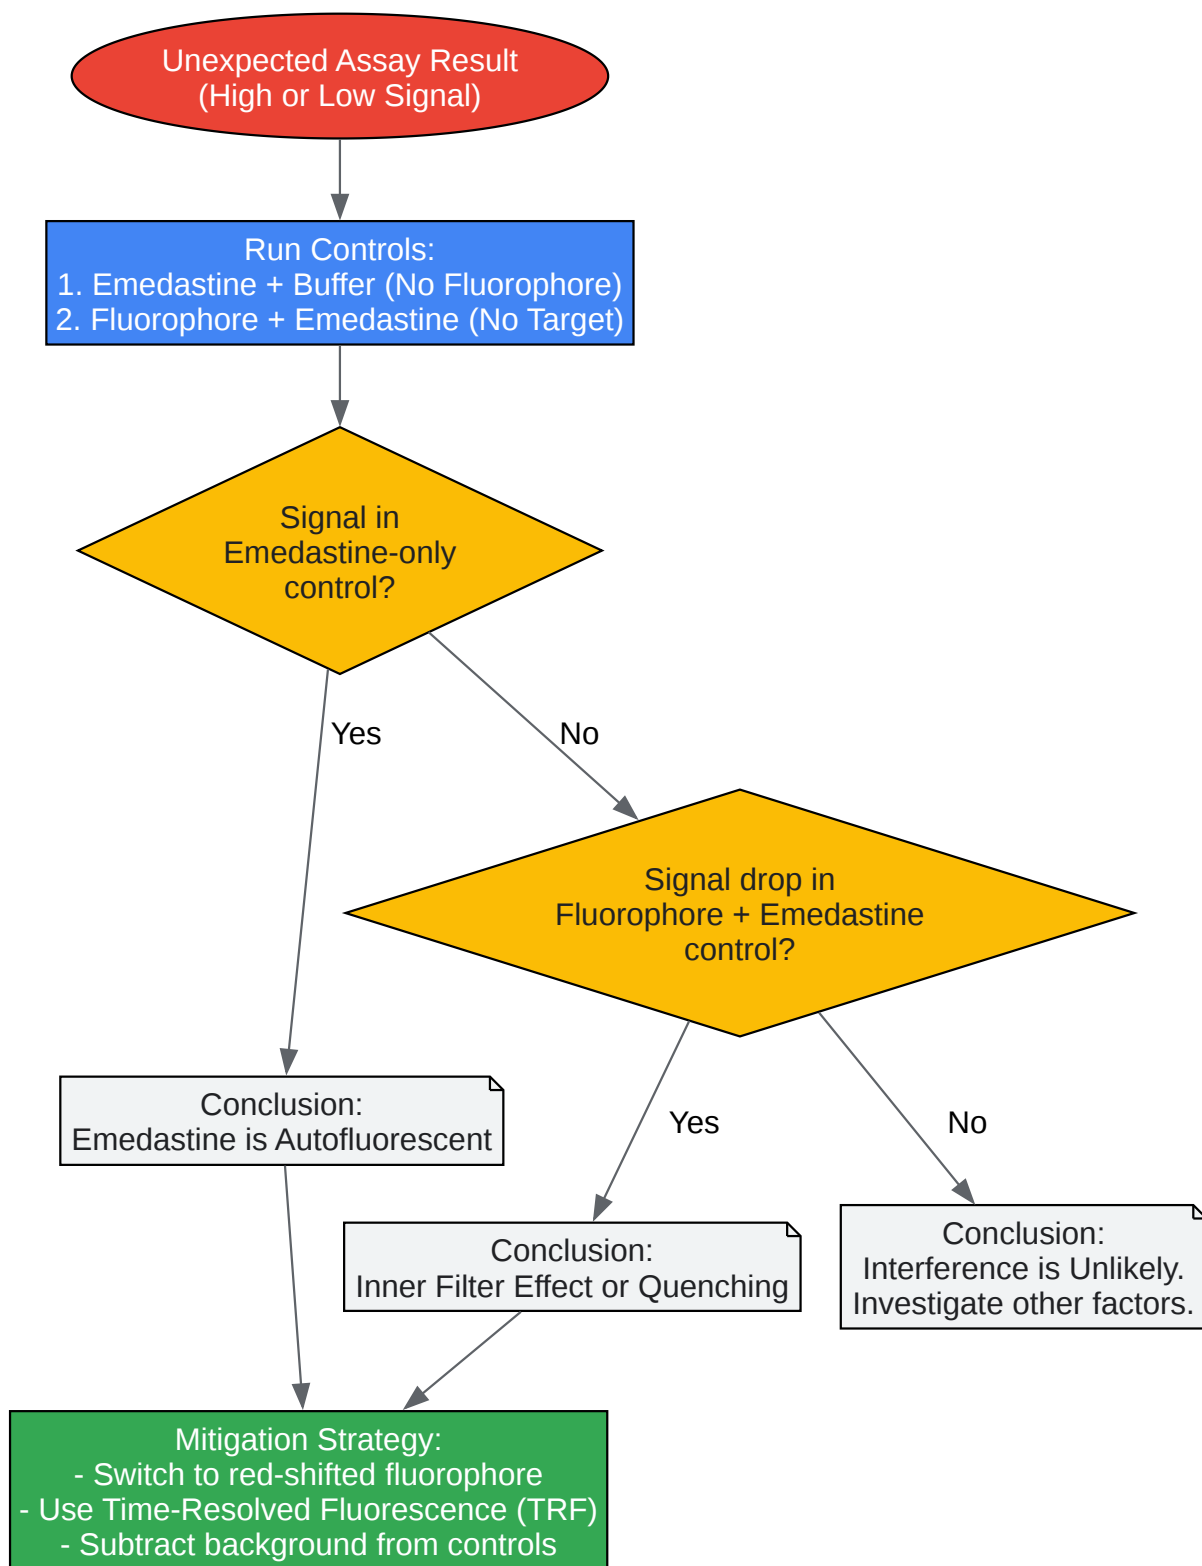 Unexpected Assay Result
(High or Low Signal)
Run Controls:
1. Emedastine + Buffer (No Fluorophore)
2. Fluorophore + Emedastine (No Target)
Signal in
Emedastine-only
control?
Yes
No
Signal drop in
Fluorophore + Emedastine
control?
Conclusion:
Emedastine is Autofluorescent
Yes
No
Conclusion:
Inner Filter Effect or Quenching
Conclusion:
Interference is Unlikely.
Investigate other factors.
Mitigation Strategy:
- Switch to red-shifted fluorophore
- Use Time-Resolved Fluorescence (TRF)
- Subtract background from controls